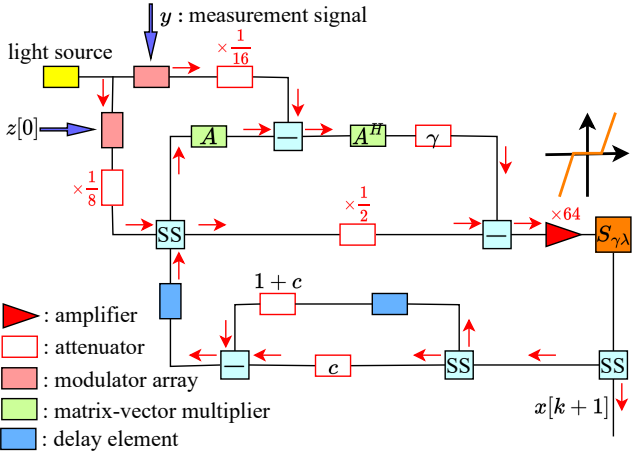 y : measurement signal
×1/16
light source
z[0]
A
−
A^H
γ
×1/8
×1/2
×64
SS
−
S_γλ
1 + c
: amplifier
: attenuator
−
c
SS
SS
: modulator array
x[k+1]
: matrix-vector multiplier
: delay element